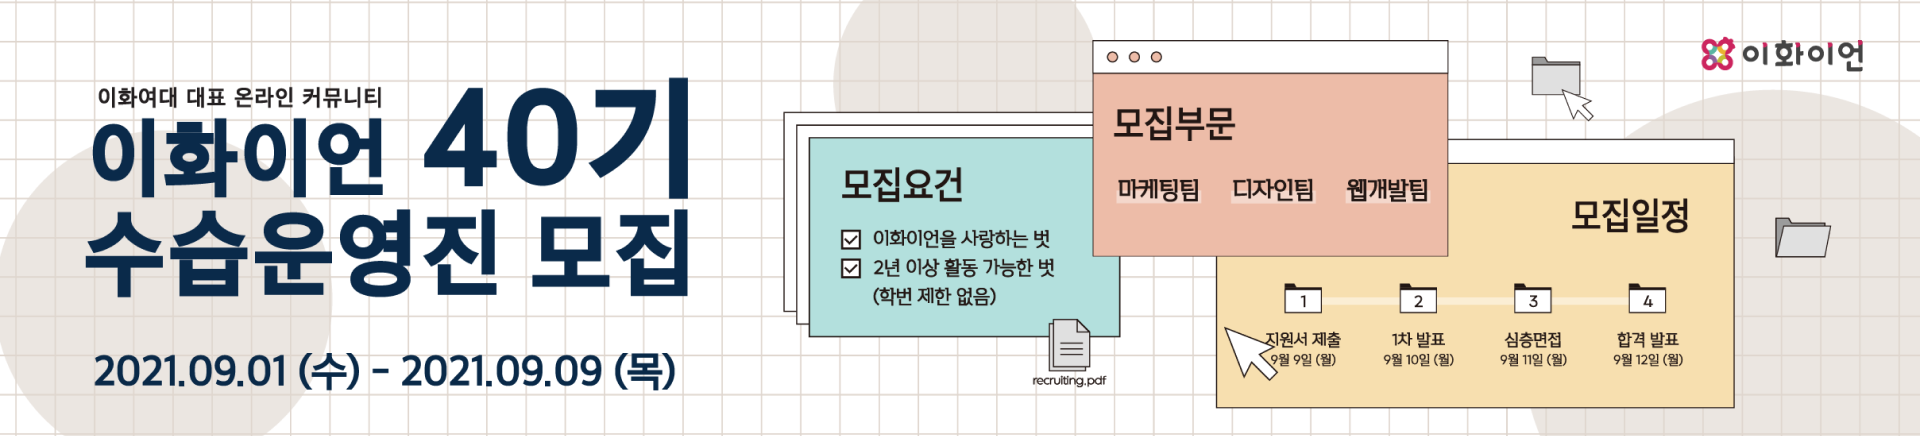 이화여대 대표 온라인 커뮤니티
이화이언 40기
수습운영진 모집
2021.09.01 (수) - 2021.09.09 (목)
모집요건
이화이언을 사랑하는 벗
2년 이상 활동 가능한 벗
(학번 제한 없음)
recruiting.pdf
모집부문
마케팅팀 디자인팀 웹개발팀
이화이언
모집일정
1 2 3 4
지원서 제출 1차 발표 심층면접 합격 발표
9월 9일 (월) 9월 10일 (월) 9월 11일 (월) 9월 12일 (월)